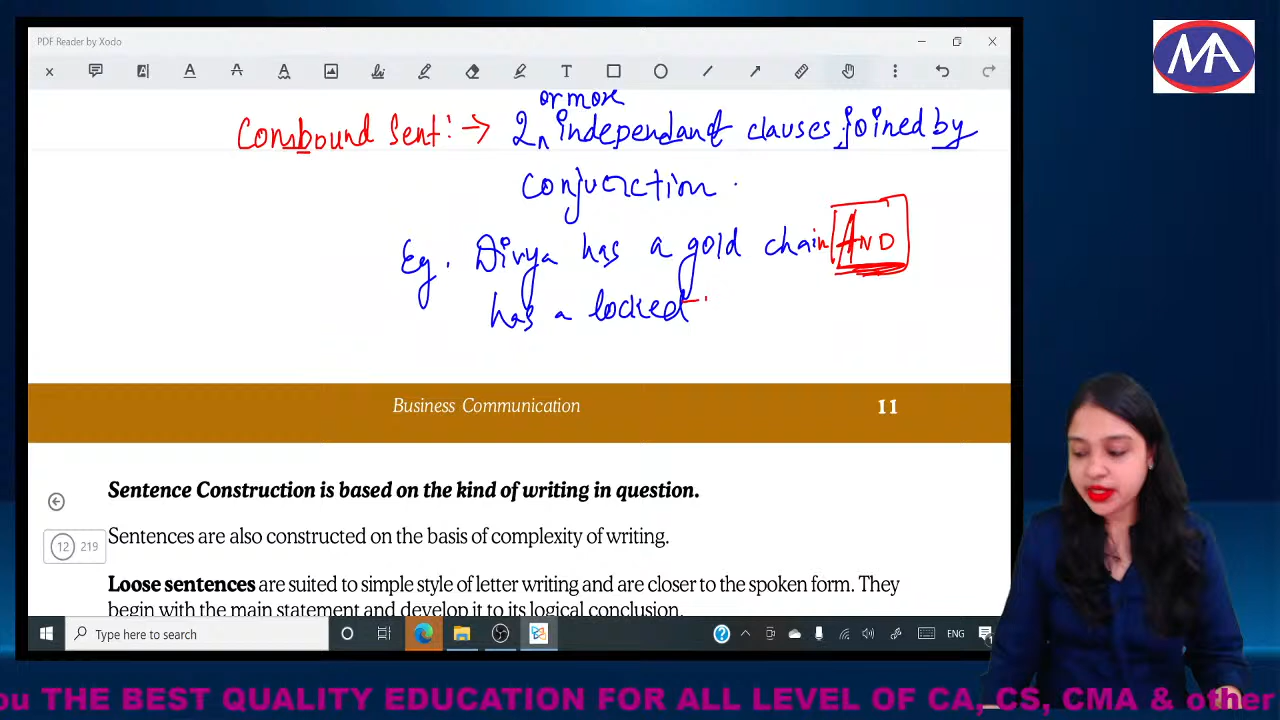 PDF Reader by Xodo
MA
or more
Compound Sent: → 2 independant clauses joined by
conjunction.
Eg. Divya has a gold chain AND
has a locked
Business Communication 11
Sentence Construction is based on the kind of writing in question.
Sentences are also constructed on the basis of complexity of writing.
12 219
Loose sentences are suited to simple style of letter writing and are closer to the spoken form. They
begin with the main statement and develop it to its logical conclusion.
Type here to search
ENG
ou THE BEST QUALITY EDUCATION FOR ALL LEVEL OF CA, CS, CMA & other